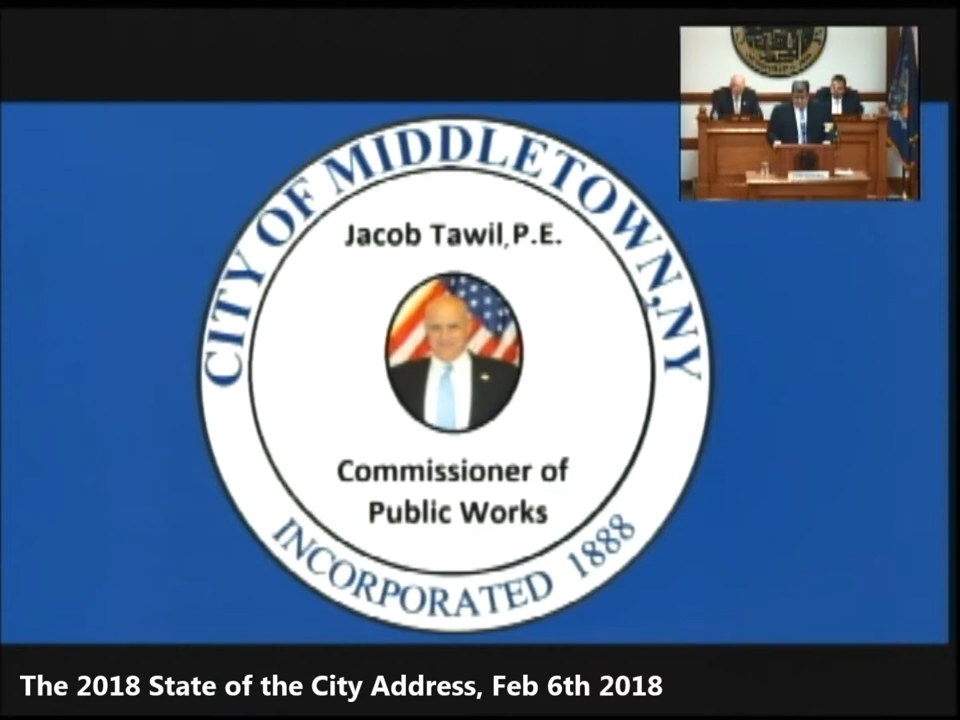 CITY OF MIDDLETOWN, NY
Jacob Tawil, P.E.
Commissioner of
Public Works
INCORPORATED 1888
The 2018 State of the City Address, Feb 6th 2018